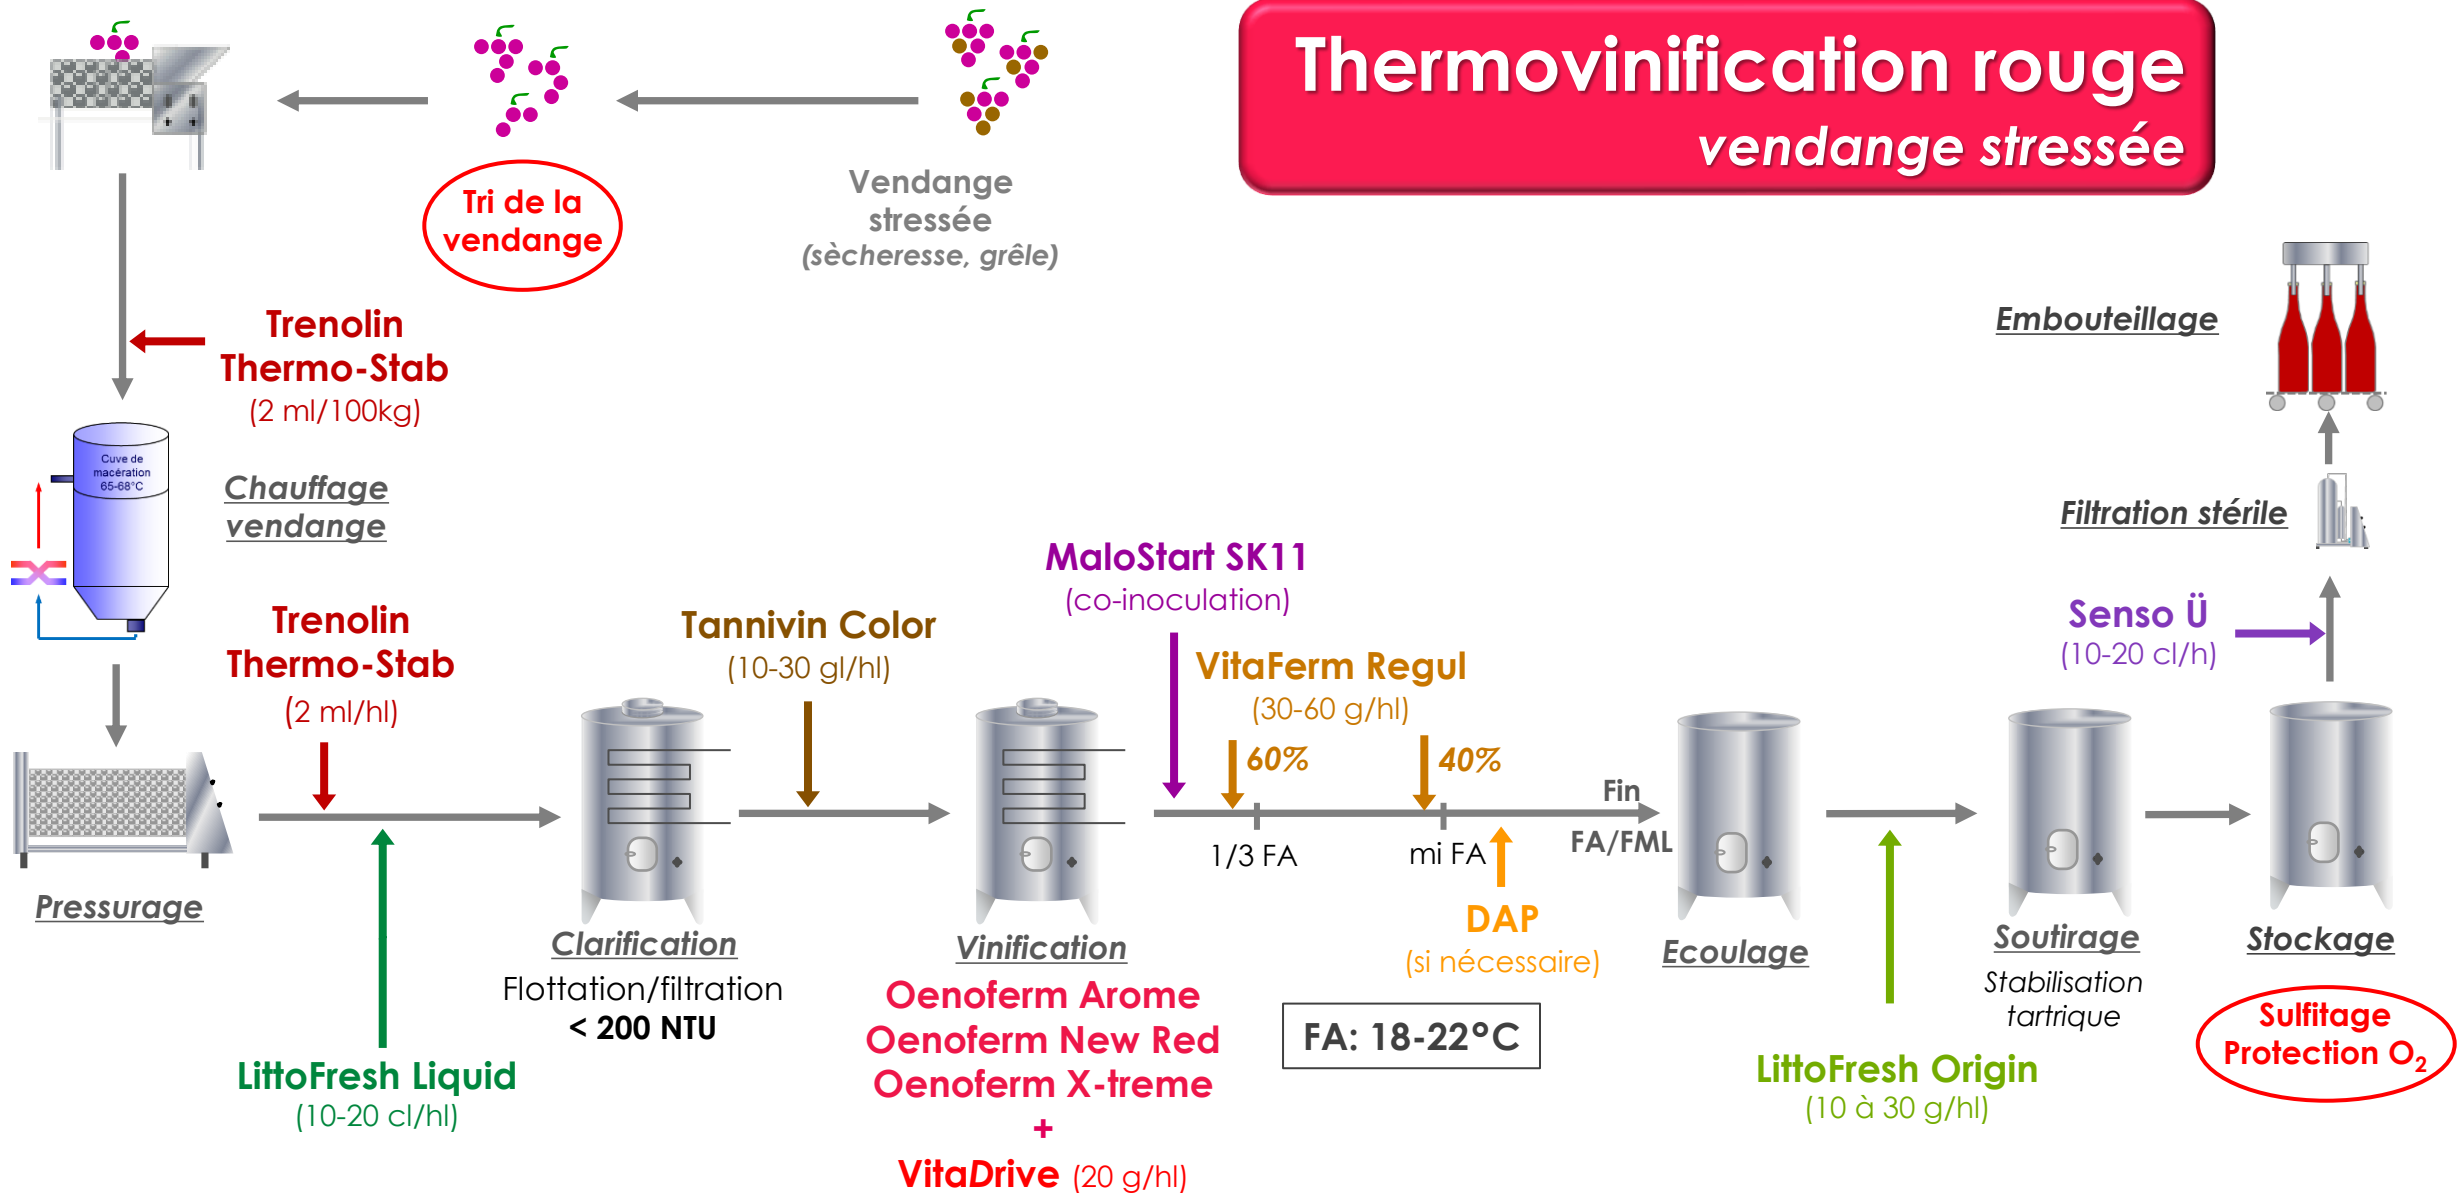 Thermovinification rouge
vendange stressée
Vendange
stressée
(sècheresse, grêle)
Tri de la
vendange
Trenolin
Thermo-Stab
(2 ml/100kg)
Cuve de
macération
65-68°C
Chauffage
vendange
Pressurage
Trenolin
Thermo-Stab
(2 ml/hl)
LittoFresh Liquid
(10-20 cl/hl)
Clarification
Flottation/filtration
< 200 NTU
Tannivin Color
(10-30 gl/hl)
Vinification
Oenoferm Arome
Oenoferm New Red
Oenoferm X-treme
+
VitaDrive (20 g/hl)
MaloStart SK11
(co-inoculation)
VitaFerm Regul
(30-60 g/hl)
60%
40%
1/3 FA
mi FA
DAP
(si nécessaire)
FA: 18-22°C
Fin
FA/FML
Ecoulage
LittoFresh Origin
(10 à 30 g/hl)
Soutirage
Stabilisation
tartrique
Stockage
Sulfitage
Protection O₂
Senso Ü
(10-20 cl/h)
Filtration stérile
Embouteillage